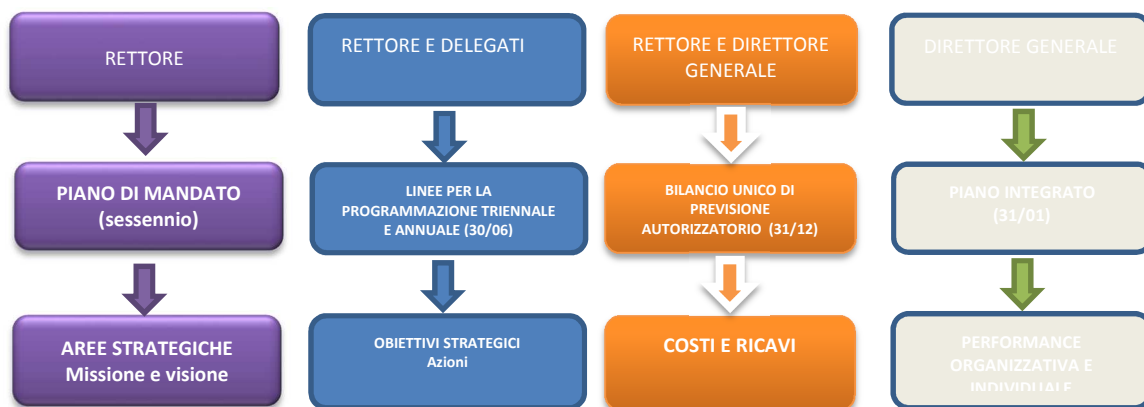 RETTORE
RETTORE E DELEGATI
RETTORE E DIRETTORE
GENERALE
DIRETTORE GENERALE
PIANO DI MANDATO
(sessennio)
LINEE PER LA
PROGRAMMAZIONE TRIENNALE
E ANNUALE (30/06)
BILANCIO UNICO DI
PREVISIONE
AUTORIZZATORIO (31/12)
PIANO INTEGRATO
(31/01)
AREE STRATEGICHE
Missione e visione
OBIETTIVI STRATEGICI
Azioni
COSTI E RICAVI
PERFORMANCE
ORGANIZZATIVA E
INDIVIDUALE